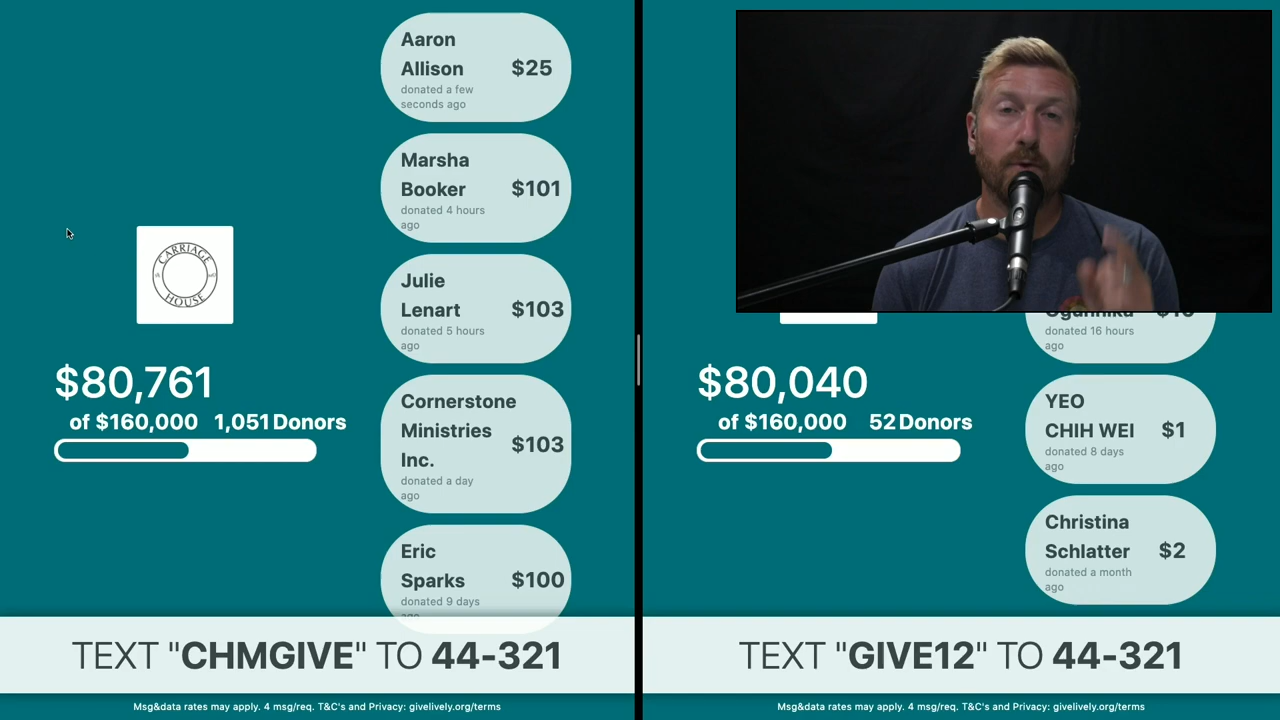 Aaron
Allison
$25
donated a few
seconds ago
Marsha
Booker
$101
donated 4 hours
ago
CARRIAGE
HOUSE
Julie
Lenart
$103
donated 5 hours
ago
$80,761
of $160,000 1,051 Donors
Cornerstone
Ministries
Inc.
$103
donated a day
ago
Eric
Sparks
$100
donated 9 days
ago
TEXT "CHMGIVE" TO 44-321
Msg&data rates may apply. 4 msg/req. T&C's and Privacy: givelively.org/terms
donated 16 hours
ago
$80,040
of $160,000 52 Donors
YEO
CHIH WEI
$1
donated 8 days
ago
Christina
Schlatter
$2
donated a month
ago
TEXT "GIVE12" TO 44-321
Msg&data rates may apply. 4 msg/req. T&C's and Privacy: givelively.org/terms